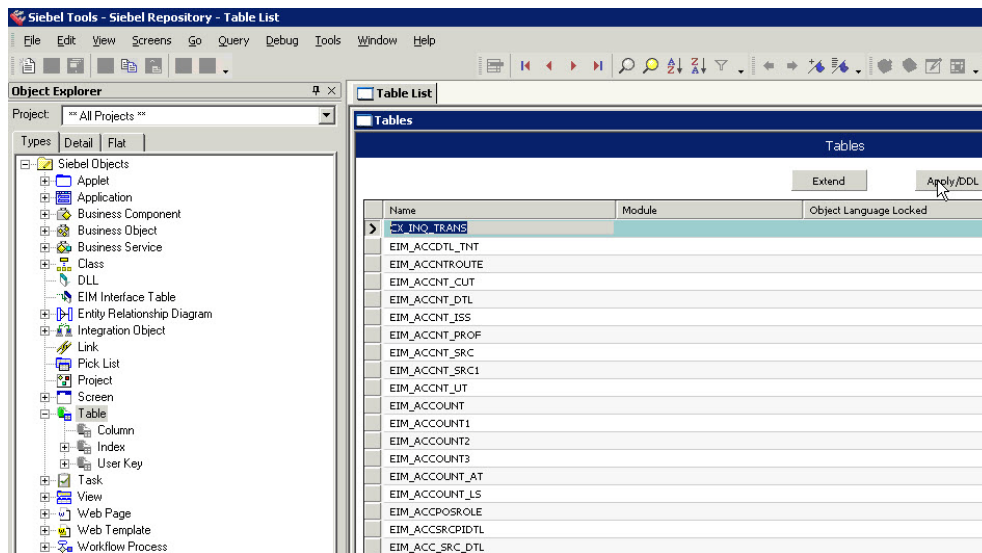 Siebel Tools - Siebel Repository - Table List
File Edit View Screens Go Query Debug Tools Window Help
Object Explorer
Project: ** All Projects **
Types Detail Flat
Siebel Objects
Applet
Application
Business Component
Business Object
Business Service
Class
DLL
EIM Interface Table
Entity Relationship Diagram
Integration Object
Link
Pick List
Project
Screen
Table
Column
Index
User Key
Task
View
Web Page
Web Template
Workflow Process
Table List
Tables
Tables
Extend Apply/DDL
Name Module Object Language Locked
CX_INQ_TRANS
EIM_ACCDTL_TNT
EIM_ACCNTROUTE
EIM_ACCNT_CUT
EIM_ACCNT_DTL
EIM_ACCNT_ISS
EIM_ACCNT_PROF
EIM_ACCNT_SRC
EIM_ACCNT_SRC1
EIM_ACCNT_UT
EIM_ACCOUNT
EIM_ACCOUNT1
EIM_ACCOUNT2
EIM_ACCOUNT3
EIM_ACCOUNT_AT
EIM_ACCOUNT_LS
EIM_ACCPOSROLE
EIM_ACCSRCPIDTL
EIM_ACC_SRC_DTL